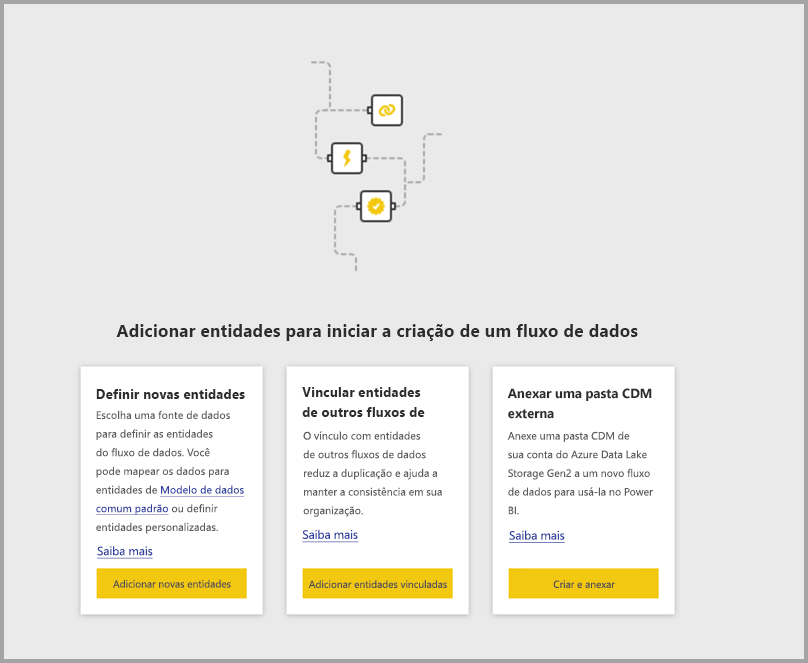 Adicionar entidades para iniciar a criação de um fluxo de dados
Definir novas entidades
Escolha uma fonte de dados
para definir as entidades
do fluxo de dados. Você
pode mapear os dados para
entidades de Modelo de dados
comum padrão ou definir
entidades personalizadas.
Saiba mais
Adicionar novas entidades
Vincular entidades
de outros fluxos de
O vínculo com entidades
de outros fluxos de dados
reduz a duplicação e ajuda a
manter a consistência em sua
organização.
Saiba mais
Adicionar entidades vinculadas
Anexar uma pasta CDM
externa
Anexe uma pasta CDM de
sua conta do Azure Data Lake
Storage Gen2 a um novo fluxo
de dados para usá-la no Power
BI.
Saiba mais
Criar e anexar